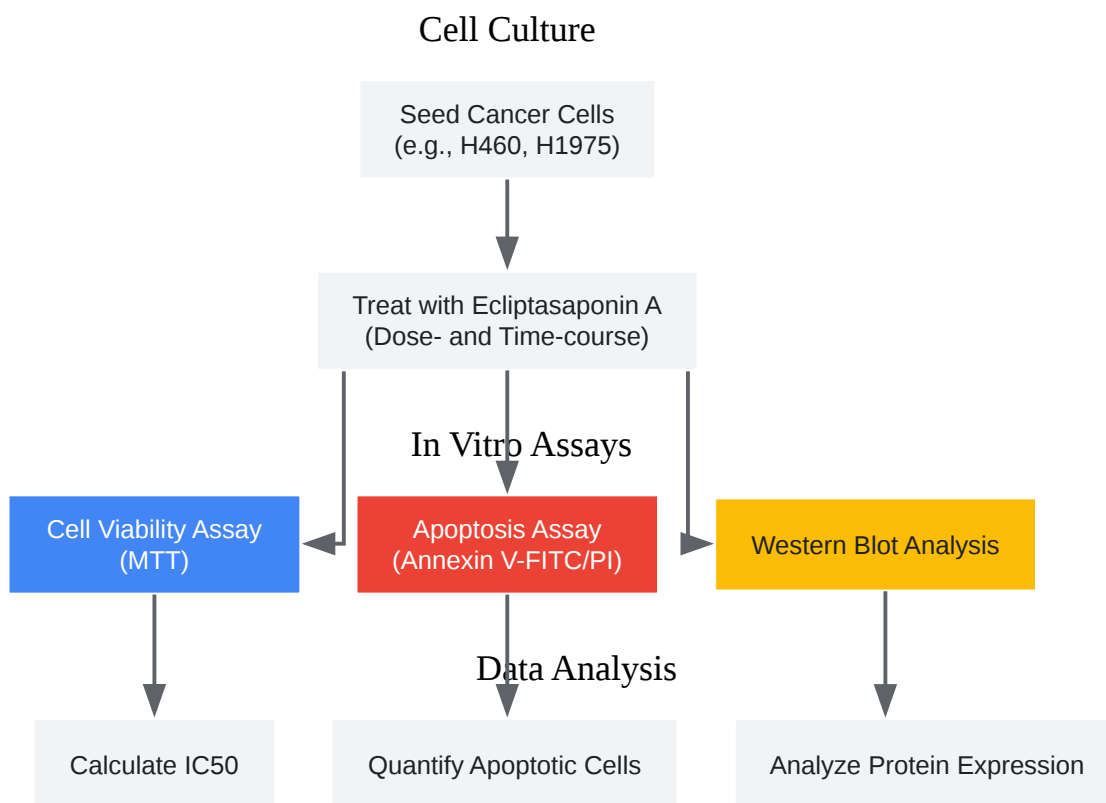 Cell Culture
Seed Cancer Cells
(e.g., H460, H1975)
Treat with Ecliptasaponin A
(Dose- and Time-course)
In Vitro Assays
Cell Viability Assay
(MTT)
Apoptosis Assay
(Annexin V-FITC/PI)
Western Blot Analysis
Data Analysis
Calculate IC50
Quantify Apoptotic Cells
Analyze Protein Expression